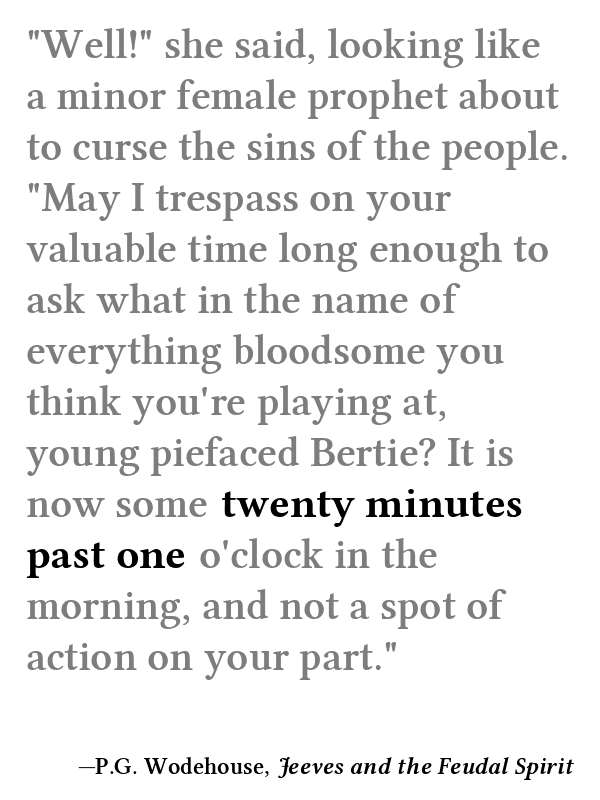 "Well!" she said, looking like
a minor female prophet about
to curse the sins of the people.
"May I trespass on your
valuable time long enough to
ask what in the name of
everything bloodsome you
think you're playing at,
young piefaced Bertie? It is
now some twenty minutes
past one o'clock in the
morning, and not a spot of
action on your part."
—P.G. Wodehouse, Jeeves and the Feudal Spirit